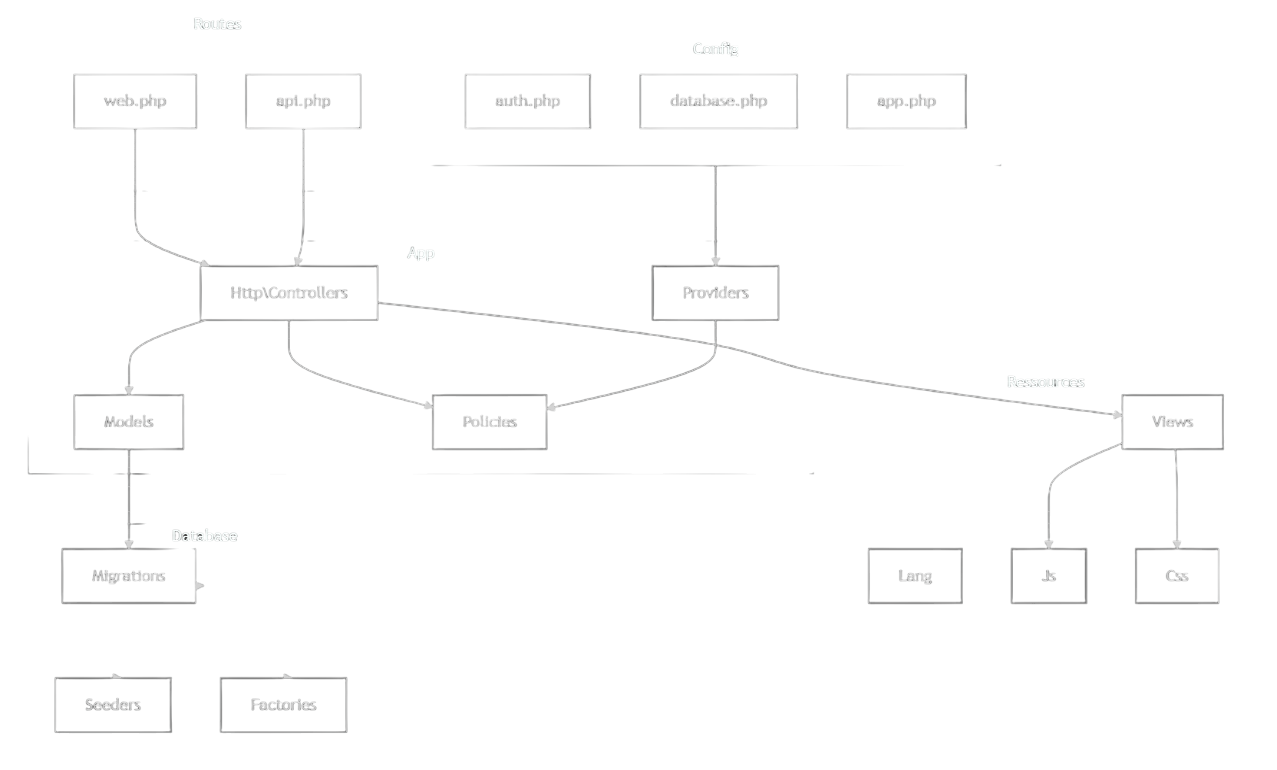 Routes
Config
web.php
api.php
auth.php
database.php
app.php
App
Http\Controllers
Providers
Ressources
Models
Policies
Views
Database
Migrations
Lang
Js
Css
Seeders
Factories